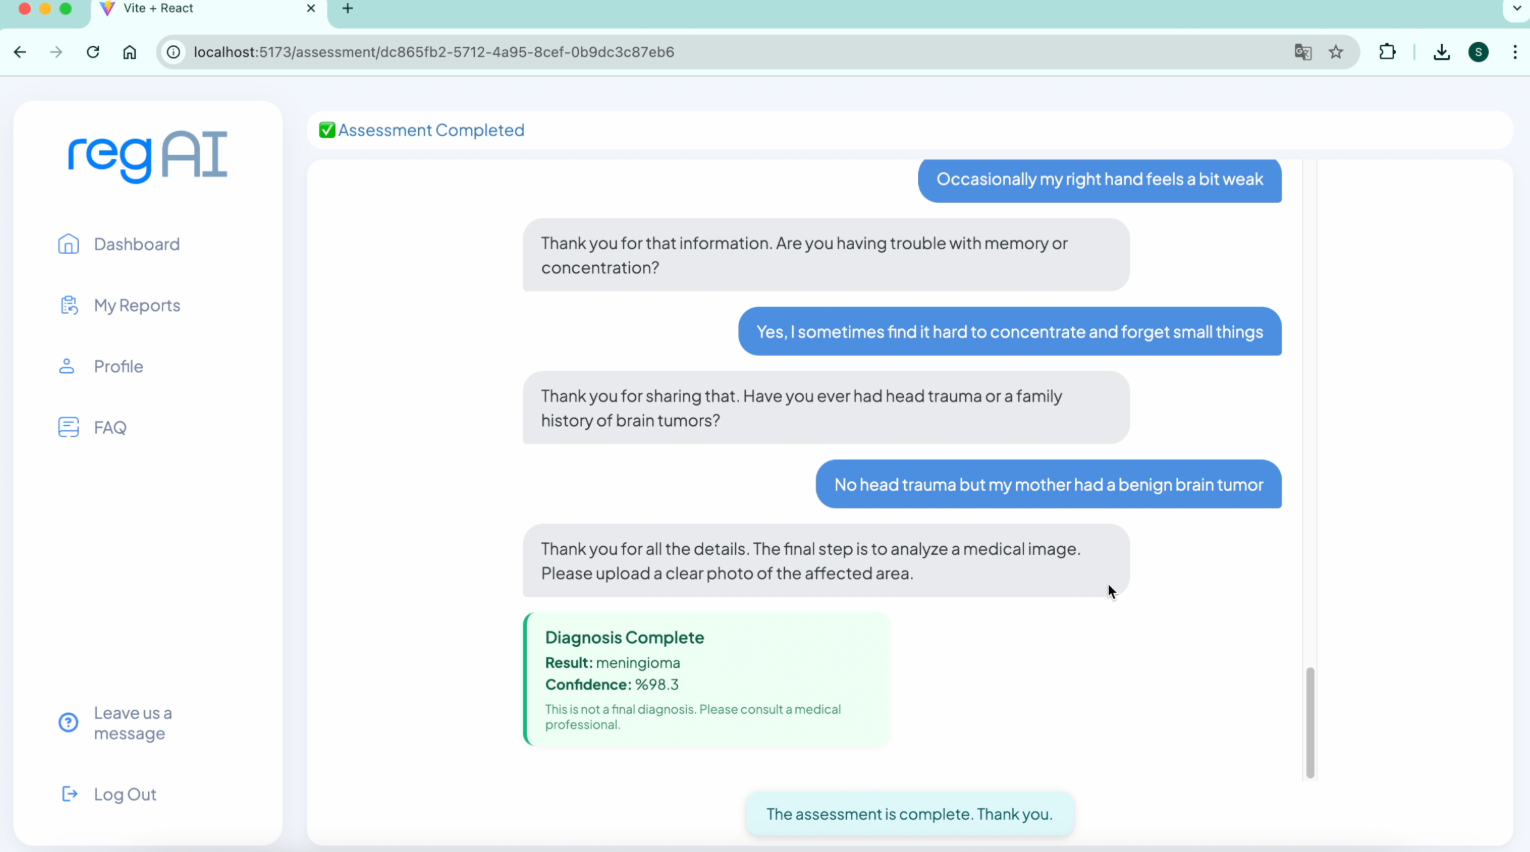 Vite + React
localhost:5173/assessment/dc865fb2-5712-4a95-8cef-0b9dc3c87eb6
S
regAI
Dashboard
My Reports
Profile
FAQ
Leave us a
message
Log Out
✅Assessment Completed
Occasionally my right hand feels a bit weak
Thank you for that information. Are you having trouble with memory or
concentration?
Yes, I sometimes find it hard to concentrate and forget small things
Thank you for sharing that. Have you ever had head trauma or a family
history of brain tumors?
No head trauma but my mother had a benign brain tumor
Thank you for all the details. The final step is to analyze a medical image.
Please upload a clear photo of the affected area.
Diagnosis Complete
Result: meningioma
Confidence: %98.3
This is not a final diagnosis. Please consult a medical
professional.
The assessment is complete. Thank you.